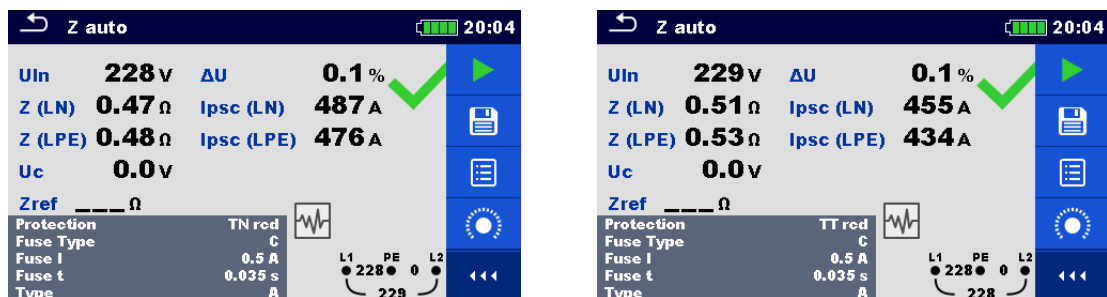 Z auto 20:04
Uln 228 V ΔU 0.1 %
Z (LN) 0.47 Ω Ipsc (LN) 487 A
Z (LPE) 0.48 Ω Ipsc (LPE) 476 A
Uc 0.0 V
Zref ___ Ω
Protection TN rcd
Fuse Type C
Fuse I 0.5 A
Fuse t 0.035 s
Type A
L1 PE L2
228 0
229
Z auto 20:04
Uln 229 V ΔU 0.1 %
Z (LN) 0.51 Ω Ipsc (LN) 455 A
Z (LPE) 0.53 Ω Ipsc (LPE) 434 A
Uc 0.0 V
Zref ___ Ω
Protection TT rcd
Fuse Type C
Fuse I 0.5 A
Fuse t 0.035 s
Type A
L1 PE L2
228 0
229